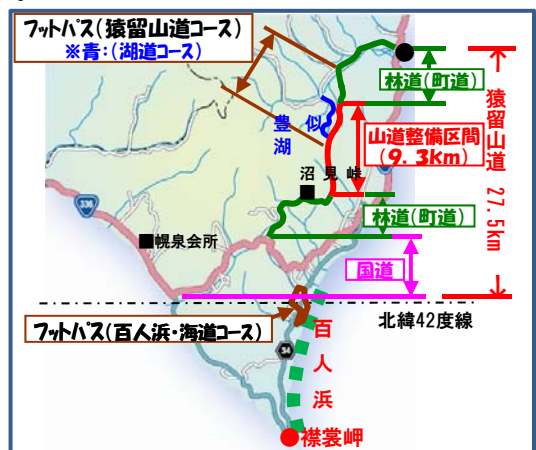 フットパス(猿留山道コース)
※青:(湖道コース)
林道(町道)
豊似
湖
山道整備区間
(9.3Km)
猿留山道 27.5km
沼見峠
林道(町道)
336
幌泉会所
国道
北緯42度線
フットパス(百人浜・海道コース)
34
百人浜
襟裳岬